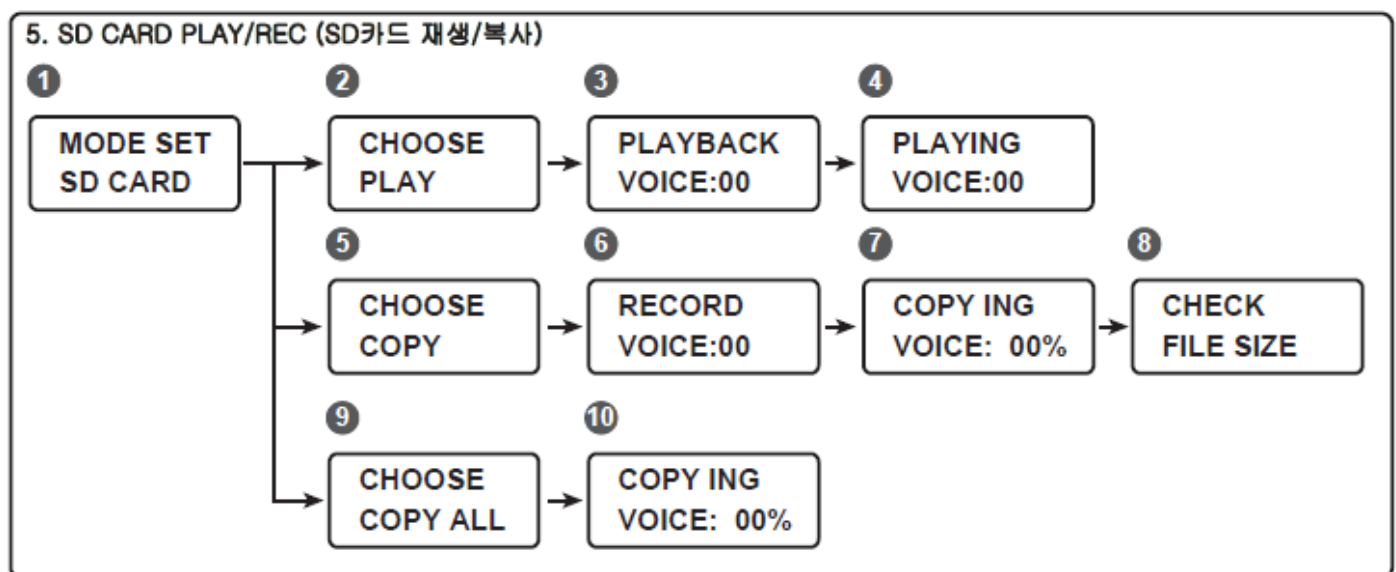 5. SD CARD PLAY/REC (SD카드 재생/복사)
1 2 3 4
MODE SET
SD CARD
CHOOSE
PLAY
PLAYBACK
VOICE:00
PLAYING
VOICE:00
5 6 7 8
CHOOSE
COPY
RECORD
VOICE:00
COPY ING
VOICE: 00%
CHECK
FILE SIZE
9 10
CHOOSE
COPY ALL
COPY ING
VOICE: 00%